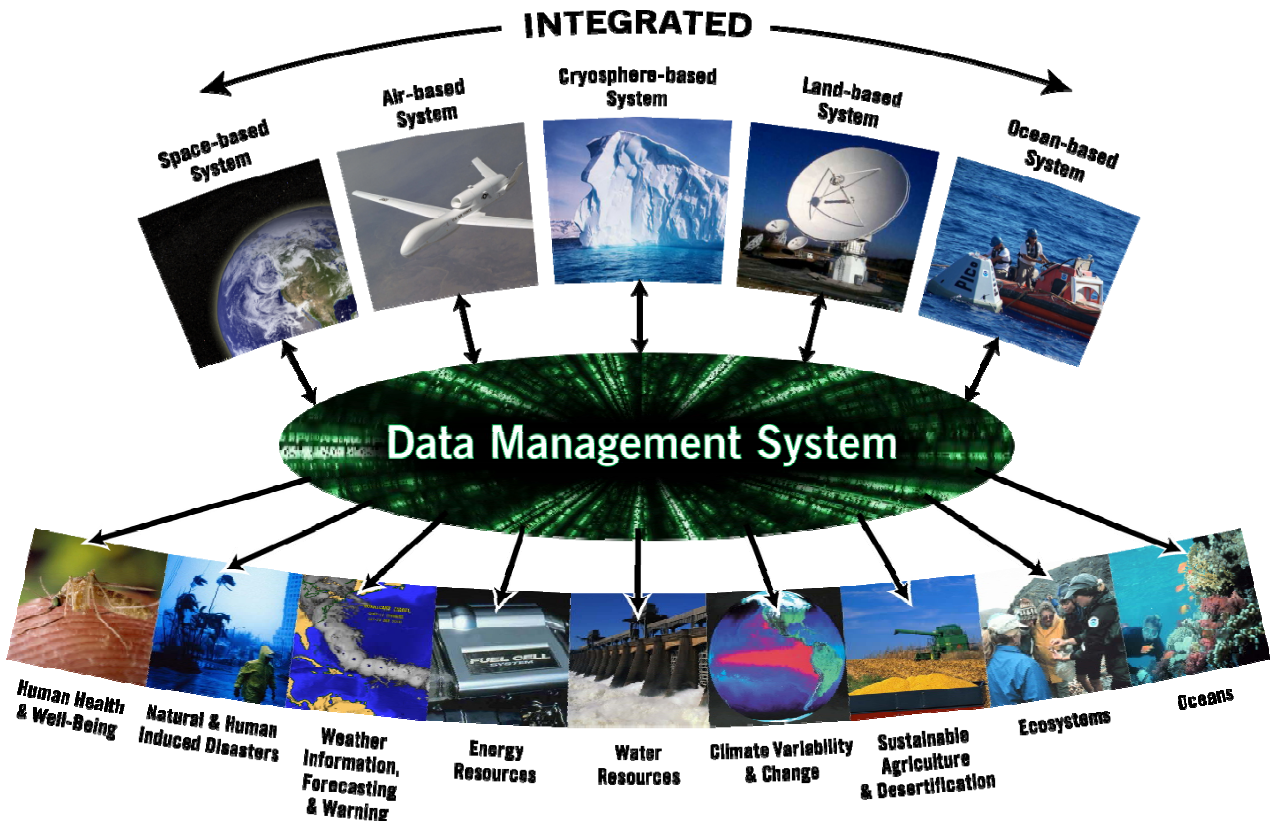 INTEGRATED
Space-based
System
Air-based
System
Cryosphere-based
System
Land-based
System
Ocean-based
System
Pico
Data Management System
FUEL CELL
SYSTEM
Human Health
& Well-Being
Natural & Human
Induced Disasters
Weather
Information,
Forecasting
& Warning
Energy
Resources
Water
Resources
Climate Variability
& Change
Sustainable
Agriculture
& Desertification
Ecosystems
Oceans